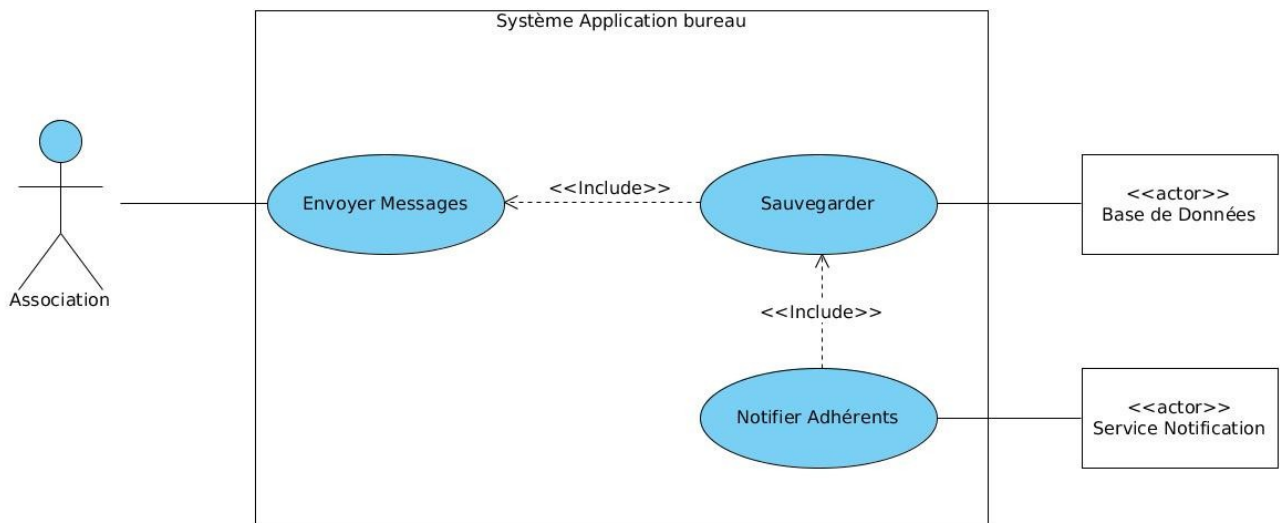 Système Application bureau
Association
Envoyer Messages
<<Include>>
Sauvegarder
<<actor>>
Base de Données
<<Include>>
Notifier Adhérents
<<actor>>
Service Notification